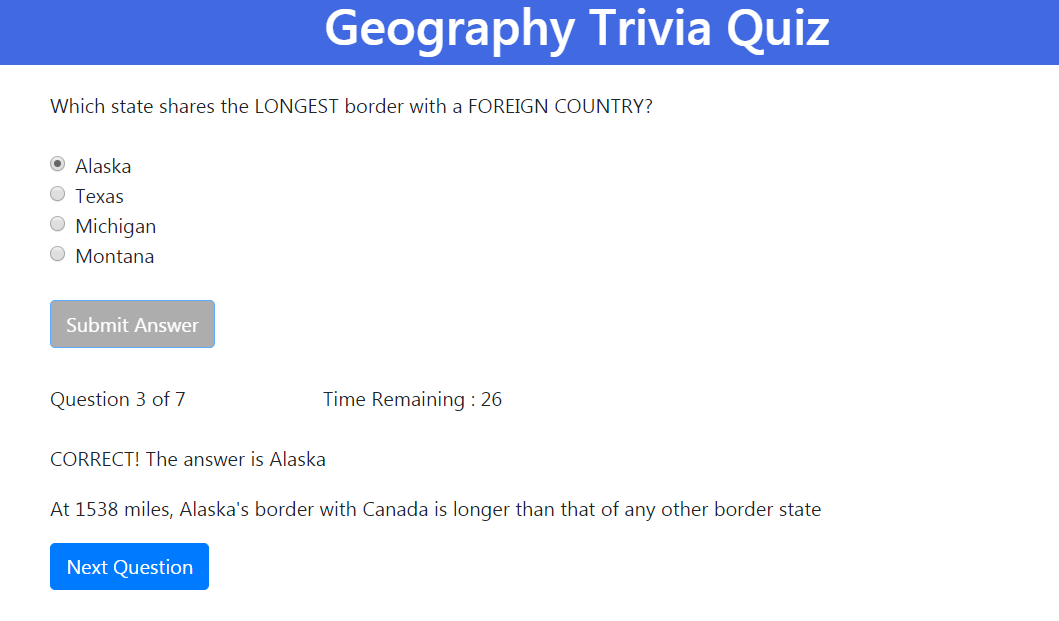 Geography Trivia Quiz
Which state shares the LONGEST border with a FOREIGN COUNTRY?
Alaska
Texas
Michigan
Montana
Submit Answer
Question 3 of 7 Time Remaining : 26
CORRECT! The answer is Alaska
At 1538 miles, Alaska's border with Canada is longer than that of any other border state
Next Question